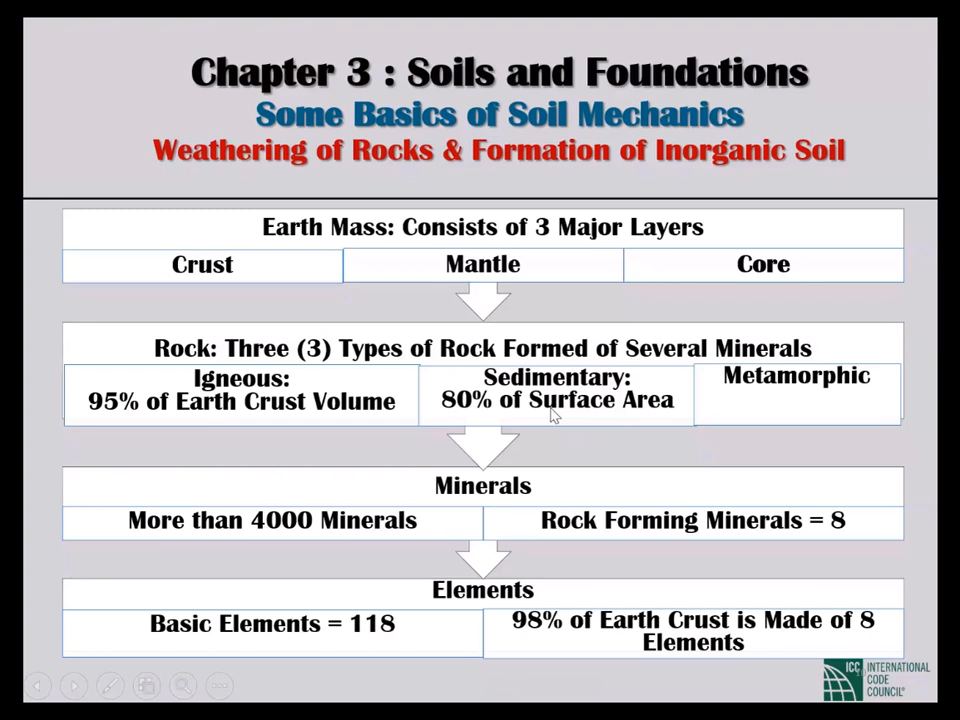 Chapter 3 : Soils and Foundations
Some Basics of Soil Mechanics
Weathering of Rocks & Formation of Inorganic Soil
Earth Mass: Consists of 3 Major Layers
Crust
Mantle
Core
Rock: Three (3) Types of Rock Formed of Several Minerals
Igneous:
95% of Earth Crust Volume
Sedimentary:
80% of Surface Area
Metamorphic
Minerals
More than 4000 Minerals
Rock Forming Minerals = 8
Elements
Basic Elements = 118
98% of Earth Crust is Made of 8
Elements
ICC INTERNATIONAL
CODE
COUNCIL®